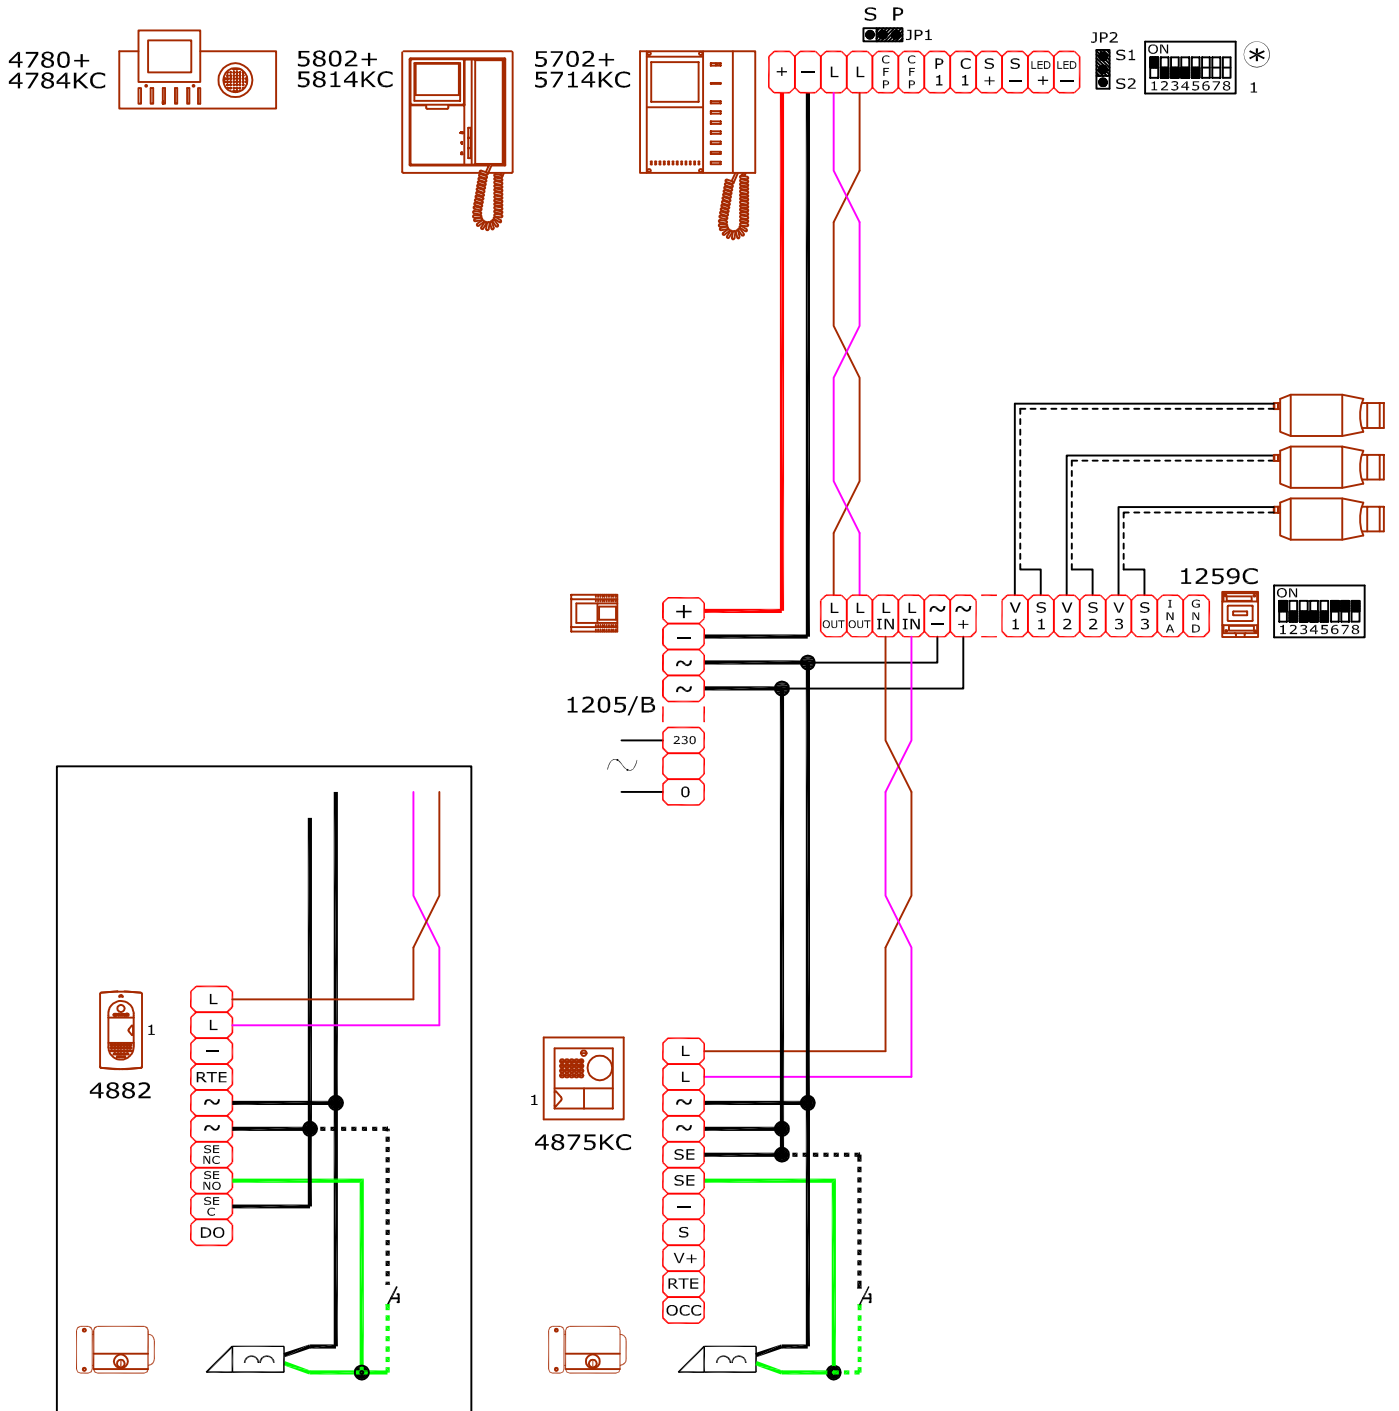 S P
JP1
4780+
4784KC
5802+
5814KC
5702+
5714KC
+
−
L
L
C F P
C F P
P 1
C 1
S +
S −
LED +
LED −
JP2
S1
S2
ON
12345678
*
1
1259C
L OUT
L OUT
L IN
L IN
~ −
~ +
V 1
S 1
V 2
S 2
V 3
S 3
I N A
G N D
ON
12345678
+
−
~
~
1205/B
230
0
L
L
−
RTE
~
~
SE NC
SE NO
SE C
DO
1
4882
L
L
~
~
SE
SE
−
S
V+
RTE
OCC
1
4875KC